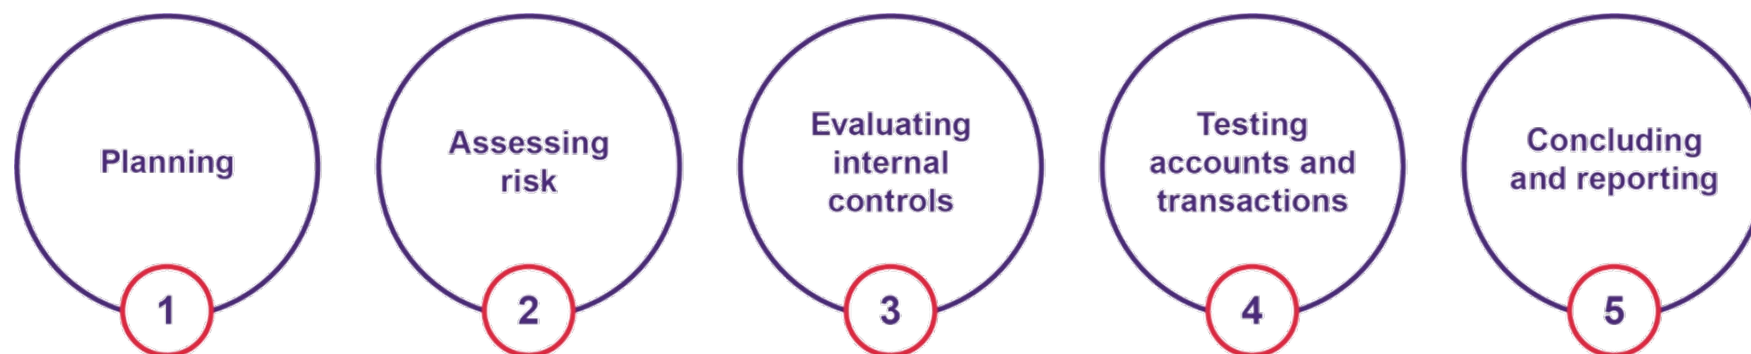 Planning
1
Assessing
risk
2
Evaluating
internal
controls
3
Testing
accounts and
transactions
4
Concluding
and reporting
5